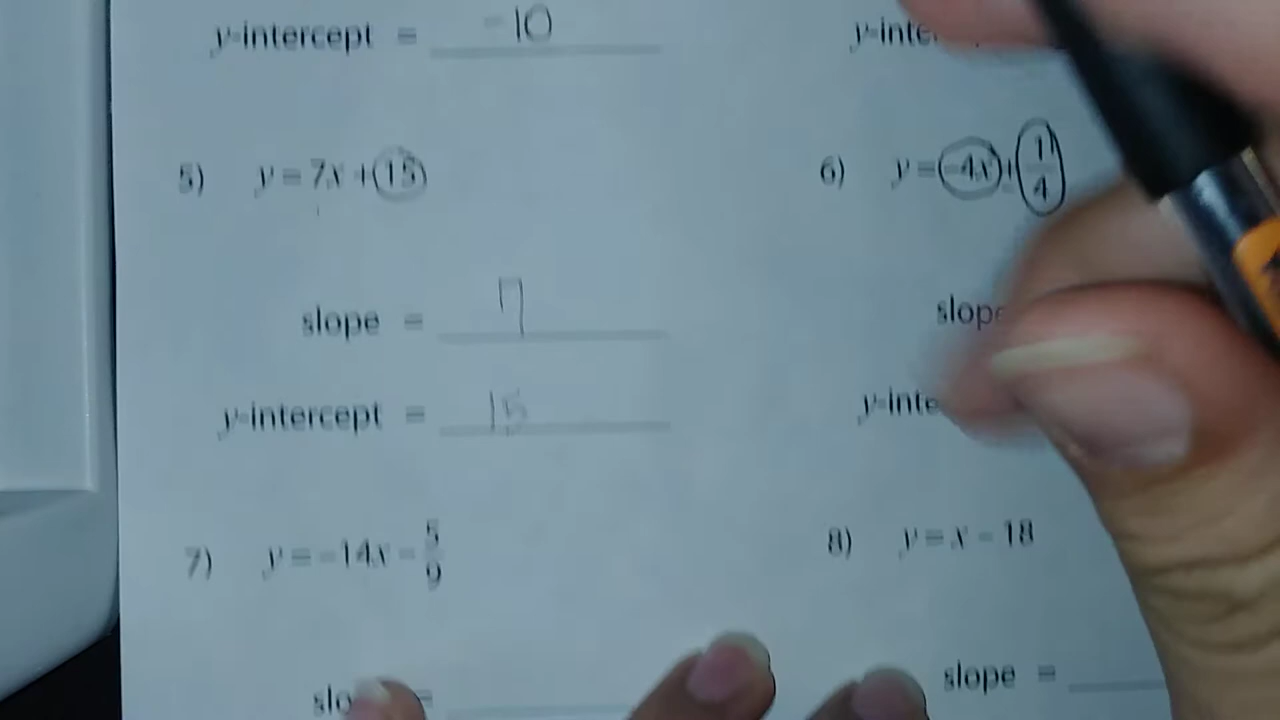 y-intercept = -10
5) y = 7x + 15
slope = 7
y-intercept = 15
7) y = -14x - 5/9
y-inte
6) y = -4x + 11/4
slope
y-inte
8) y = x - 18
slope =